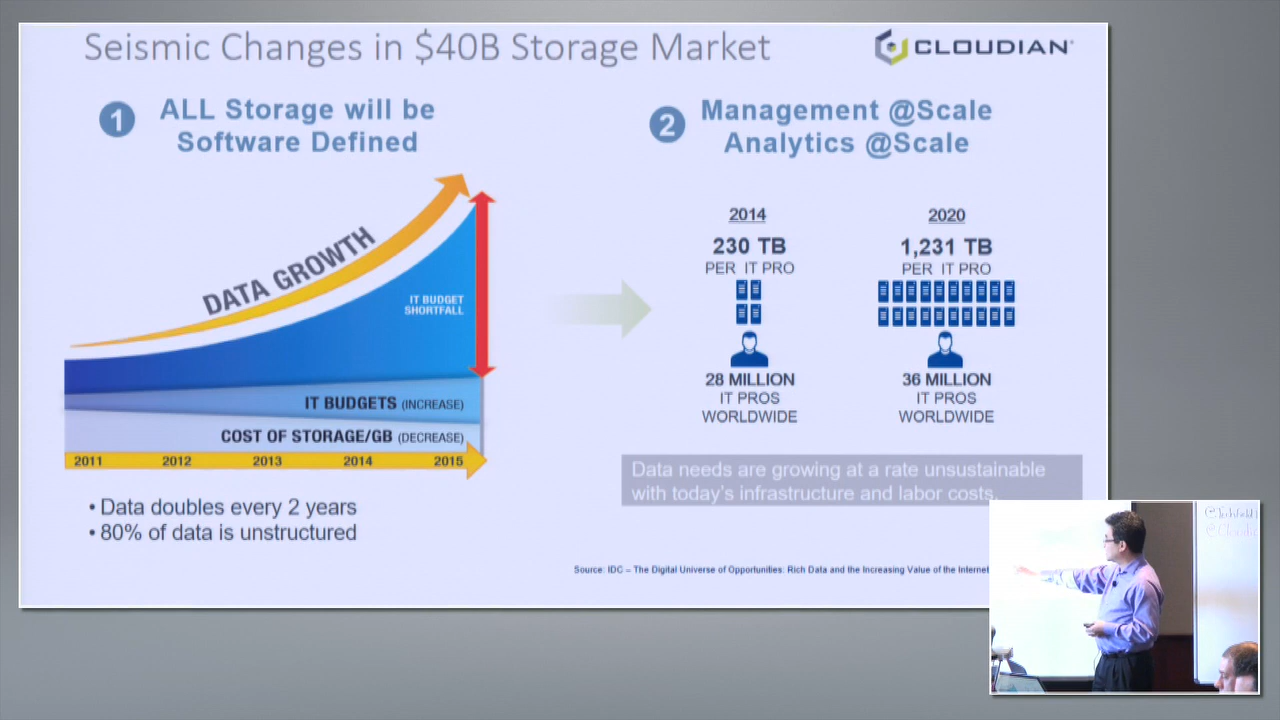 Seismic Changes in $40B Storage Market
CLOUDIAN
1
ALL Storage will be
Software Defined
DATA GROWTH
IT BUDGET
SHORTFALL
IT BUDGETS (INCREASE)
COST OF STORAGE/GB (DECREASE)
2011 2012 2013 2014 2015
• Data doubles every 2 years
• 80% of data is unstructured
2
Management @Scale
Analytics @Scale
2014
230 TB
PER IT PRO
28 MILLION
IT PROS
WORLDWIDE
2020
1,231 TB
PER IT PRO
36 MILLION
IT PROS
WORLDWIDE
Data needs are growing at a rate unsustainable
with today's infrastructure and labor costs.
Source: IDC – The Digital Universe of Opportunities: Rich Data and the Increasing Value of the Internet